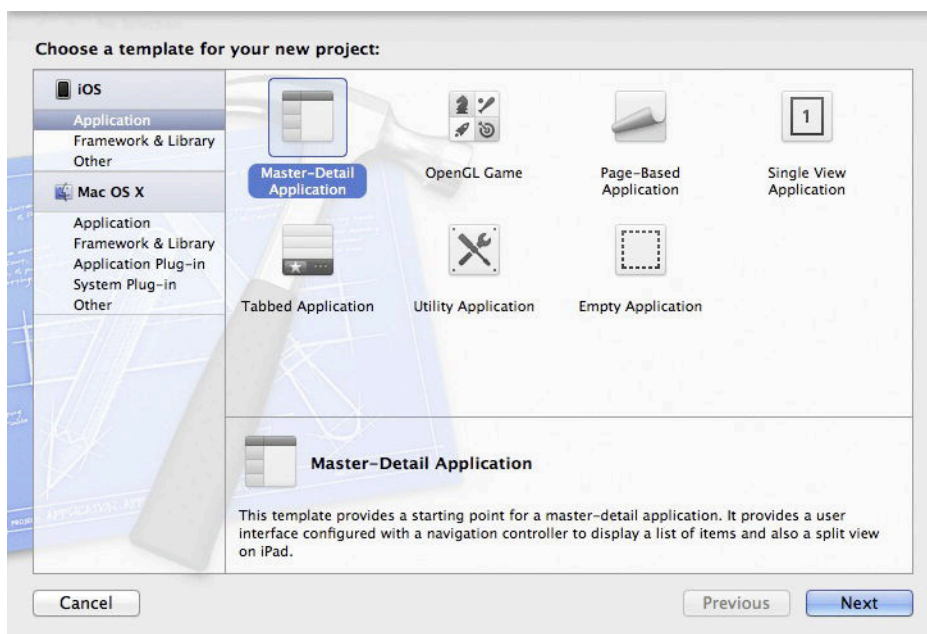 Choose a template for your new project:
iOS
Application
Framework & Library
Other
Mac OS X
Application
Framework & Library
Application Plug-in
System Plug-in
Other
Master-Detail
Application
OpenGL Game
Page-Based
Application
1
Single View
Application
Tabbed Application
Utility Application
Empty Application
Master-Detail Application
This template provides a starting point for a master-detail application. It provides a user
interface configured with a navigation controller to display a list of items and also a split view
on iPad.
Cancel
Previous
Next